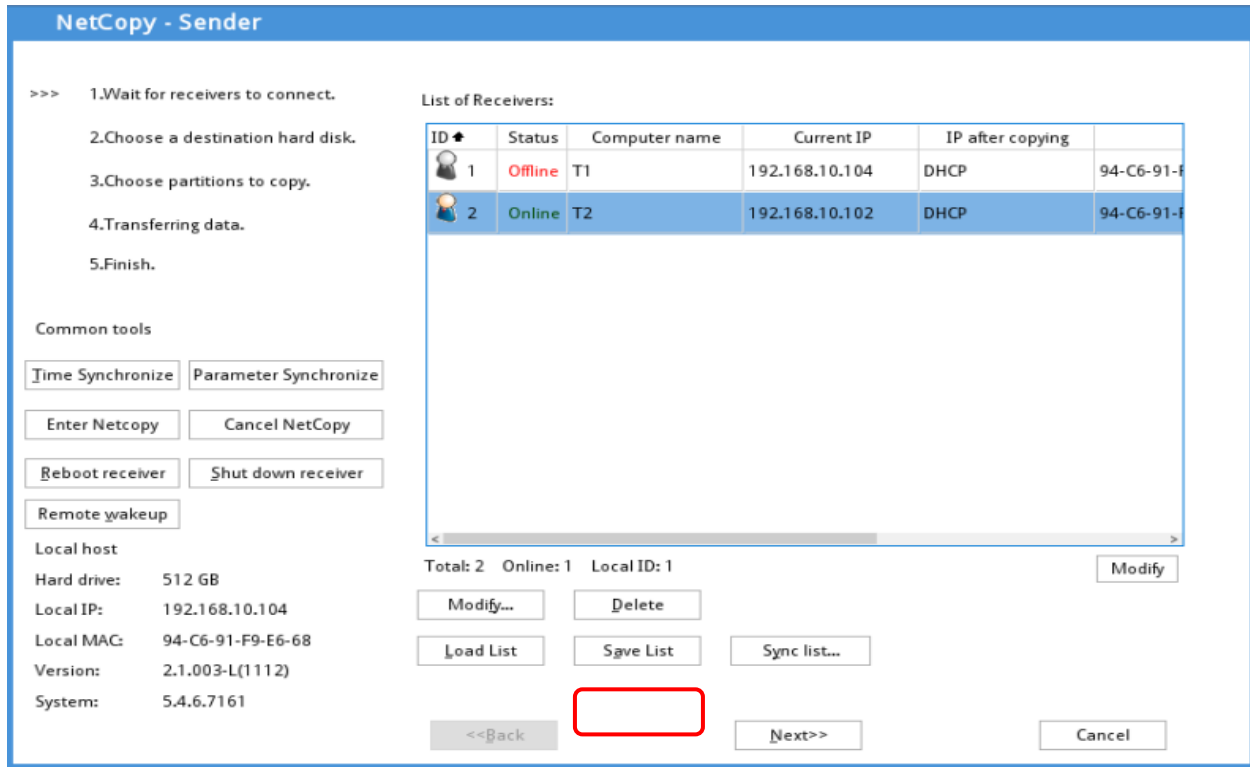 NetCopy - Sender
>>> 1.Wait for receivers to connect.
2.Choose a destination hard disk.
3.Choose partitions to copy.
4.Transferring data.
5.Finish.
Common tools
Time Synchronize Parameter Synchronize
Enter Netcopy Cancel NetCopy
Reboot receiver Shut down receiver
Remote wakeup
Local host
Hard drive: 512 GB
Local IP: 192.168.10.104
Local MAC: 94-C6-91-F9-E6-68
Version: 2.1.003-L(1112)
System: 5.4.6.7161
List of Receivers:
ID Status Computer name Current IP IP after copying
1 Offline T1 192.168.10.104 DHCP 94-C6-91-F
2 Online T2 192.168.10.102 DHCP 94-C6-91-F
Total: 2 Online: 1 Local ID: 1
Modify
Modify... Delete
Load List Save List Sync list...
<<Back Next>> Cancel